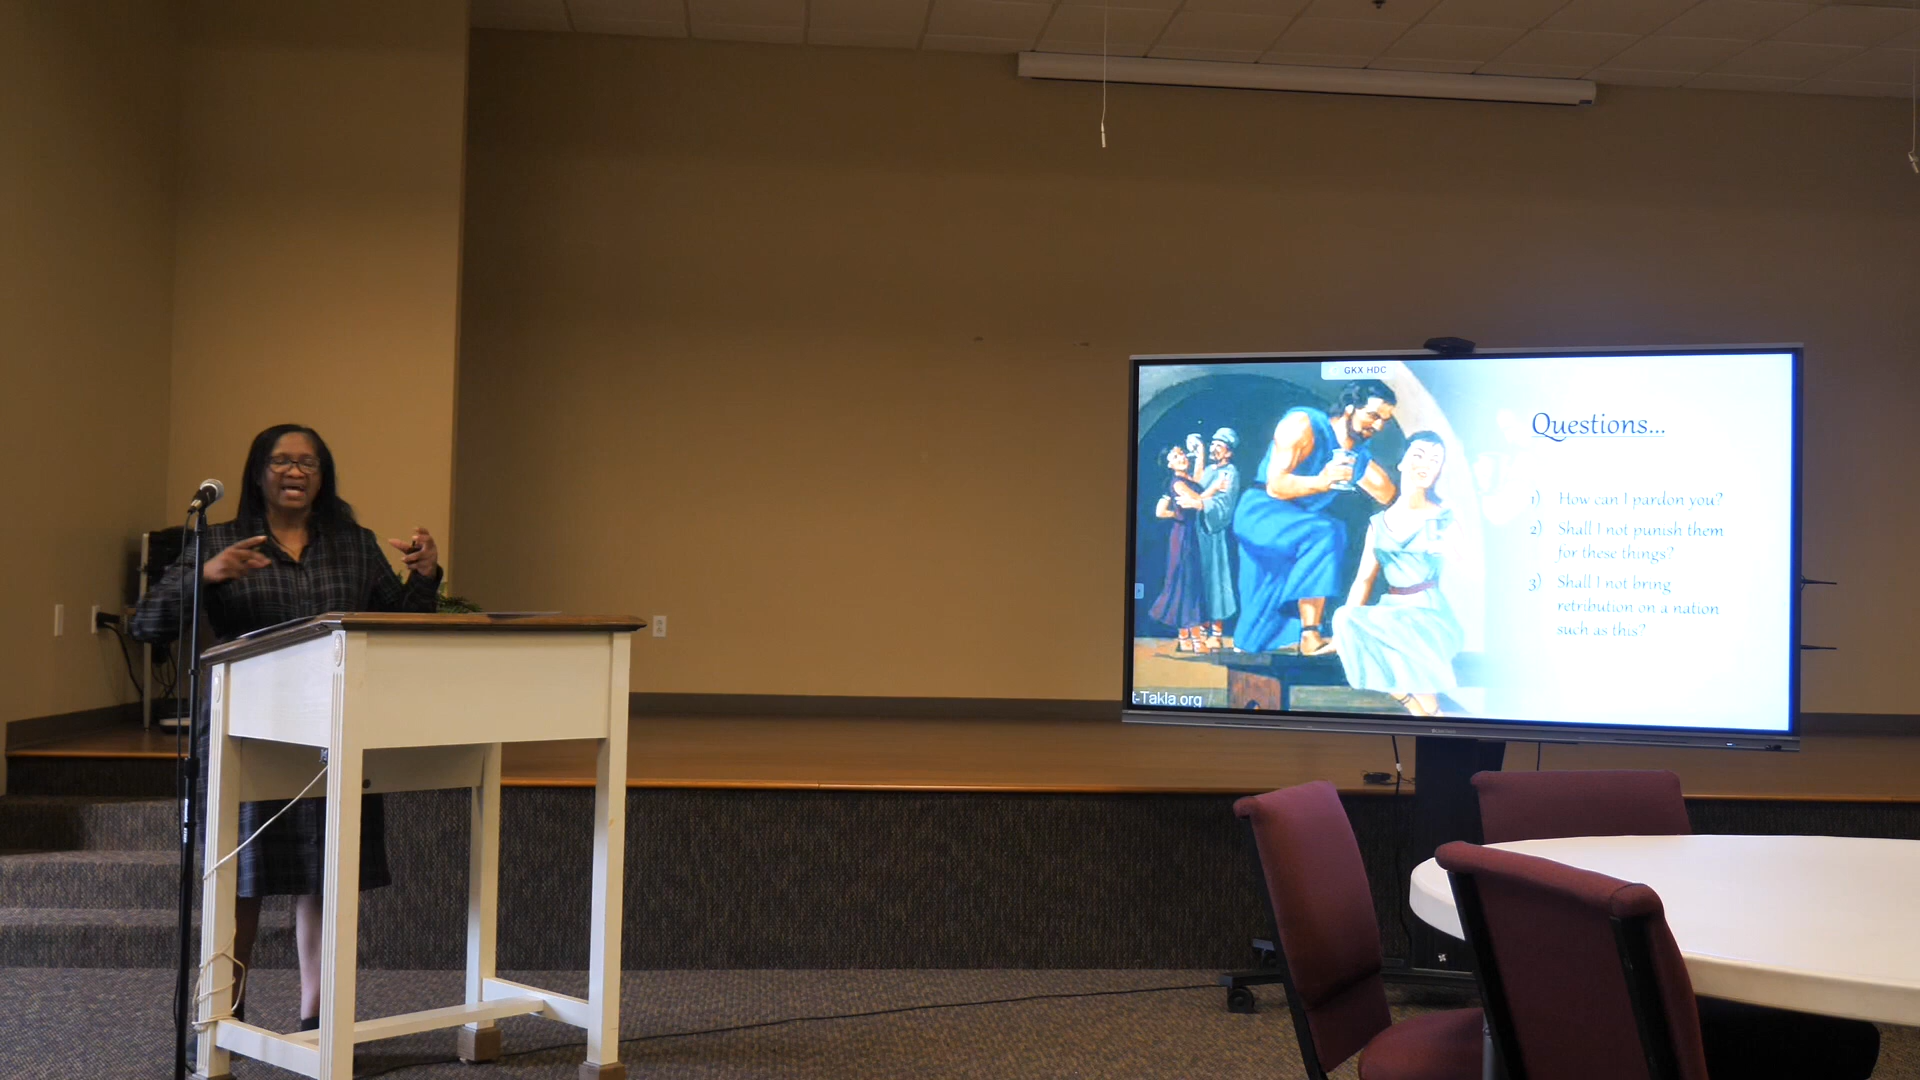 GKX HDC
Questions...
1) How can I pardon you?
2) Shall I not punish them
for these things?
3) Shall I not bring
retribution on a nation
such as this?
t-Takla.org